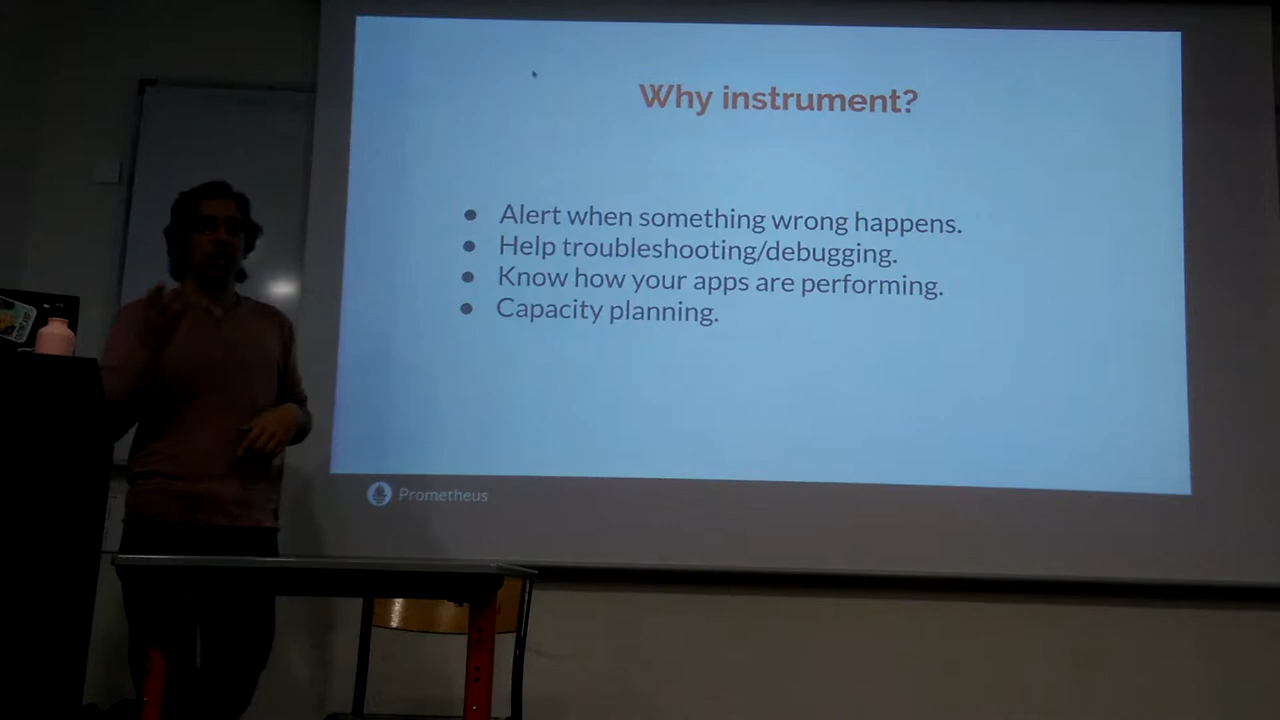 Why instrument?
● Alert when something wrong happens.
● Help troubleshooting/debugging.
● Know how your apps are performing.
● Capacity planning.
Prometheus